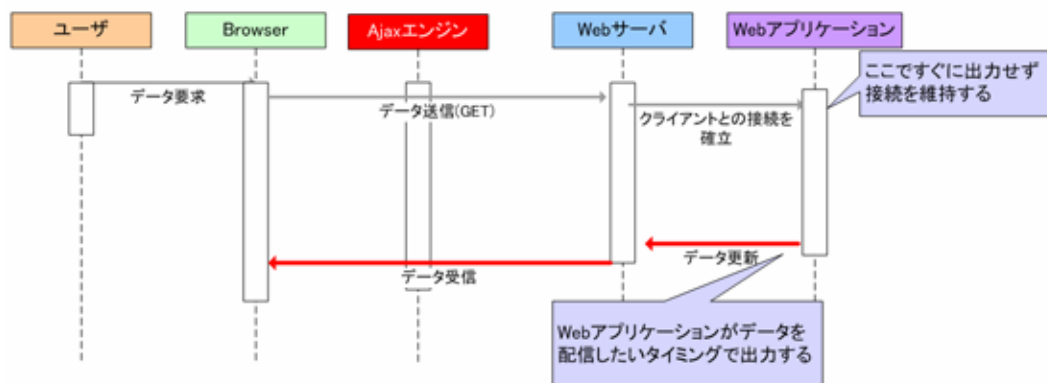 ユーザ
Browser
Ajaxエンジン
Webサーバ
Webアプリケーション
ここですぐに出力せず
接続を維持する
データ要求
データ送信(GET)
クライアントとの接続を
確立
データ更新
データ受信
Webアプリケーションがデータを
配信したいタイミングで出力する